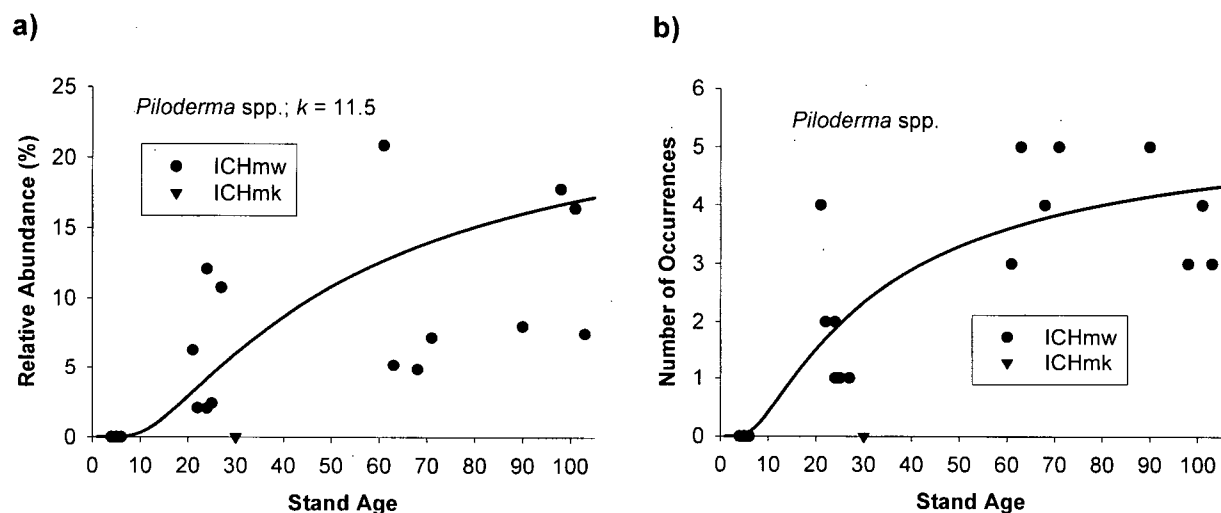 a)
Piloderma spp.; k = 11.5
ICHmw
ICHmk
Relative Abundance (%)
25
20
15
10
5
0
0 10 20 30 40 50 60 70 80 90 100
Stand Age
b)
Piloderma spp.
ICHmw
ICHmk
Number of Occurrences
6
5
4
3
2
1
0
0 10 20 30 40 50 60 70 80 90 100
Stand Age